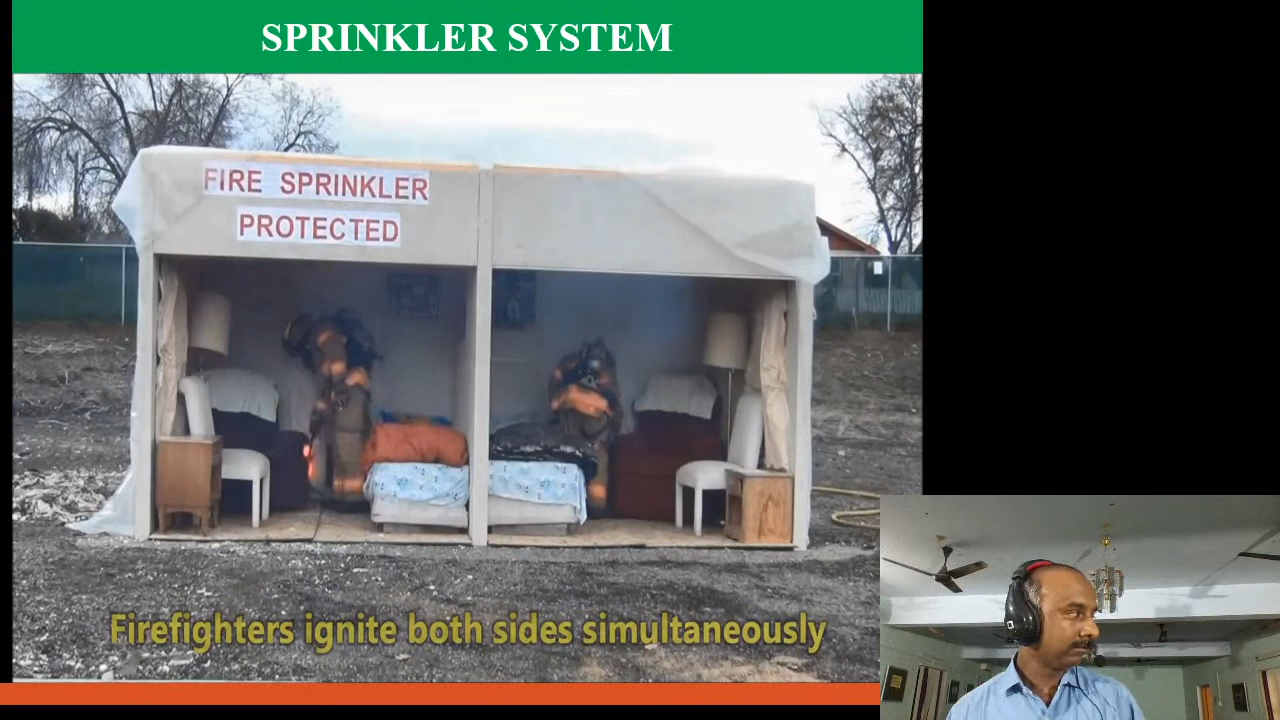 SPRINKLER SYSTEM
FIRE SPRINKLER
PROTECTED
Firefighters ignite both sides simultaneously